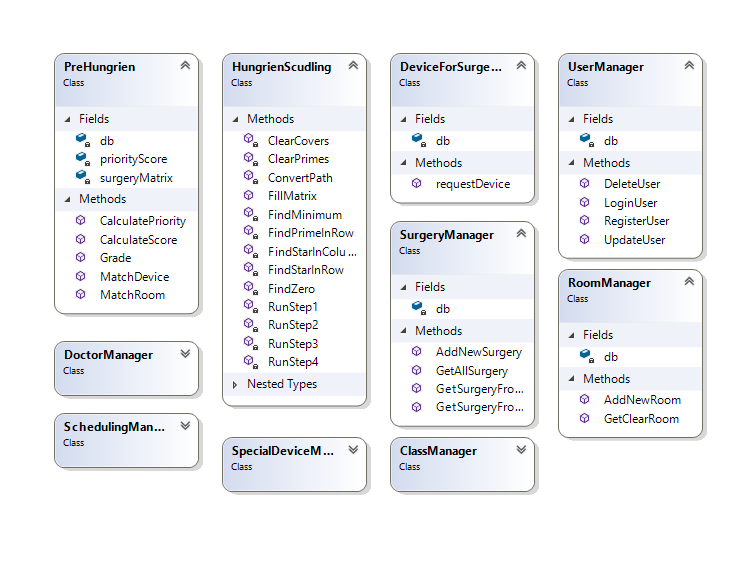 PreHungrien
Class
Fields
db
priorityScore
surgeryMatrix
Methods
CalculatePriority
CalculateScore
Grade
MatchDevice
MatchRoom
DoctorManager
Class
SchedulingMan...
Class
HungrienScudling
Class
Methods
ClearCovers
ClearPrimes
ConvertPath
FillMatrix
FindMinimum
FindPrimeInRow
FindStarInColu ...
FindStarInRow
FindZero
RunStep1
RunStep2
RunStep3
RunStep4
Nested Types
SpecialDeviceM...
Class
DeviceForSurge...
Class
Fields
db
Methods
requestDevice
SurgeryManager
Class
Fields
db
Methods
AddNewSurgery
GetAllSurgery
GetSurgeryFro...
GetSurgeryFro...
ClassManager
Class
UserManager
Class
Fields
db
Methods
DeleteUser
LoginUser
RegisterUser
UpdateUser
RoomManager
Class
Fields
db
Methods
AddNewRoom
GetClearRoom